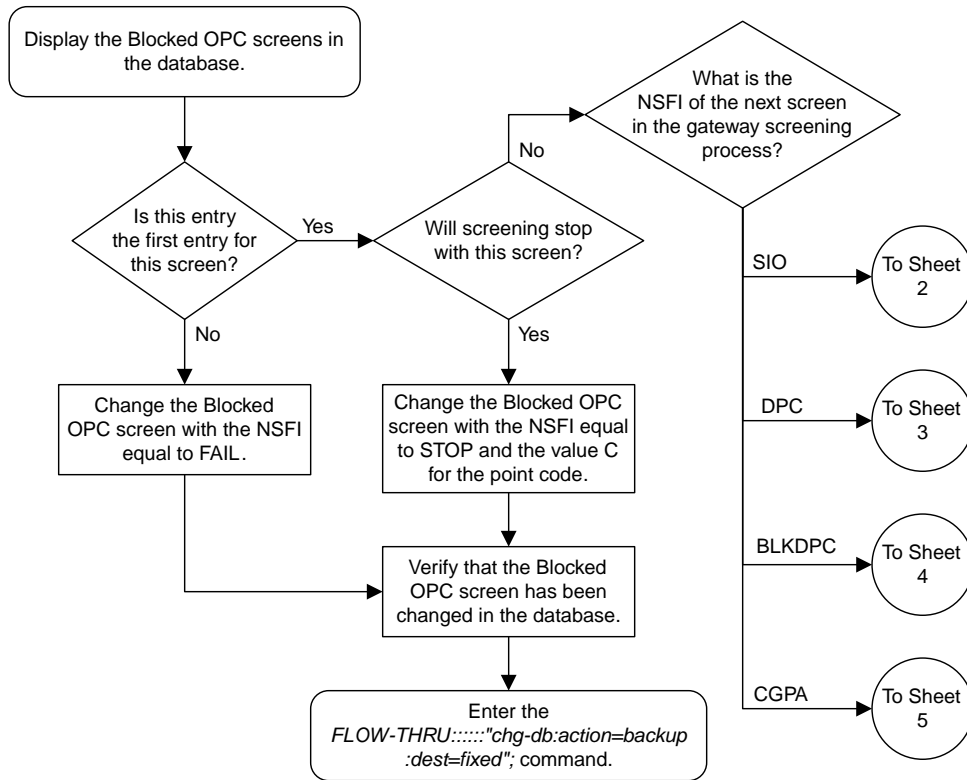 Display the Blocked OPC screens in
the database.
Is this entry
the first entry for
this screen?
Yes
No
Will screening stop
with this screen?
No
Yes
What is the
NSFI of the next screen
in the gateway screening
process?
SIO
To Sheet
2
DPC
To Sheet
3
BLKDPC
To Sheet
4
CGPA
To Sheet
5
Change the Blocked
OPC screen with the NSFI
equal to FAIL.
Change the Blocked OPC
screen with the NSFI equal
to STOP and the value C
for the point code.
Verify that the Blocked
OPC screen has been
changed in the database.
Enter the
FLOW-THRU::::::"chg-db:action=backup
:dest=fixed"; command.